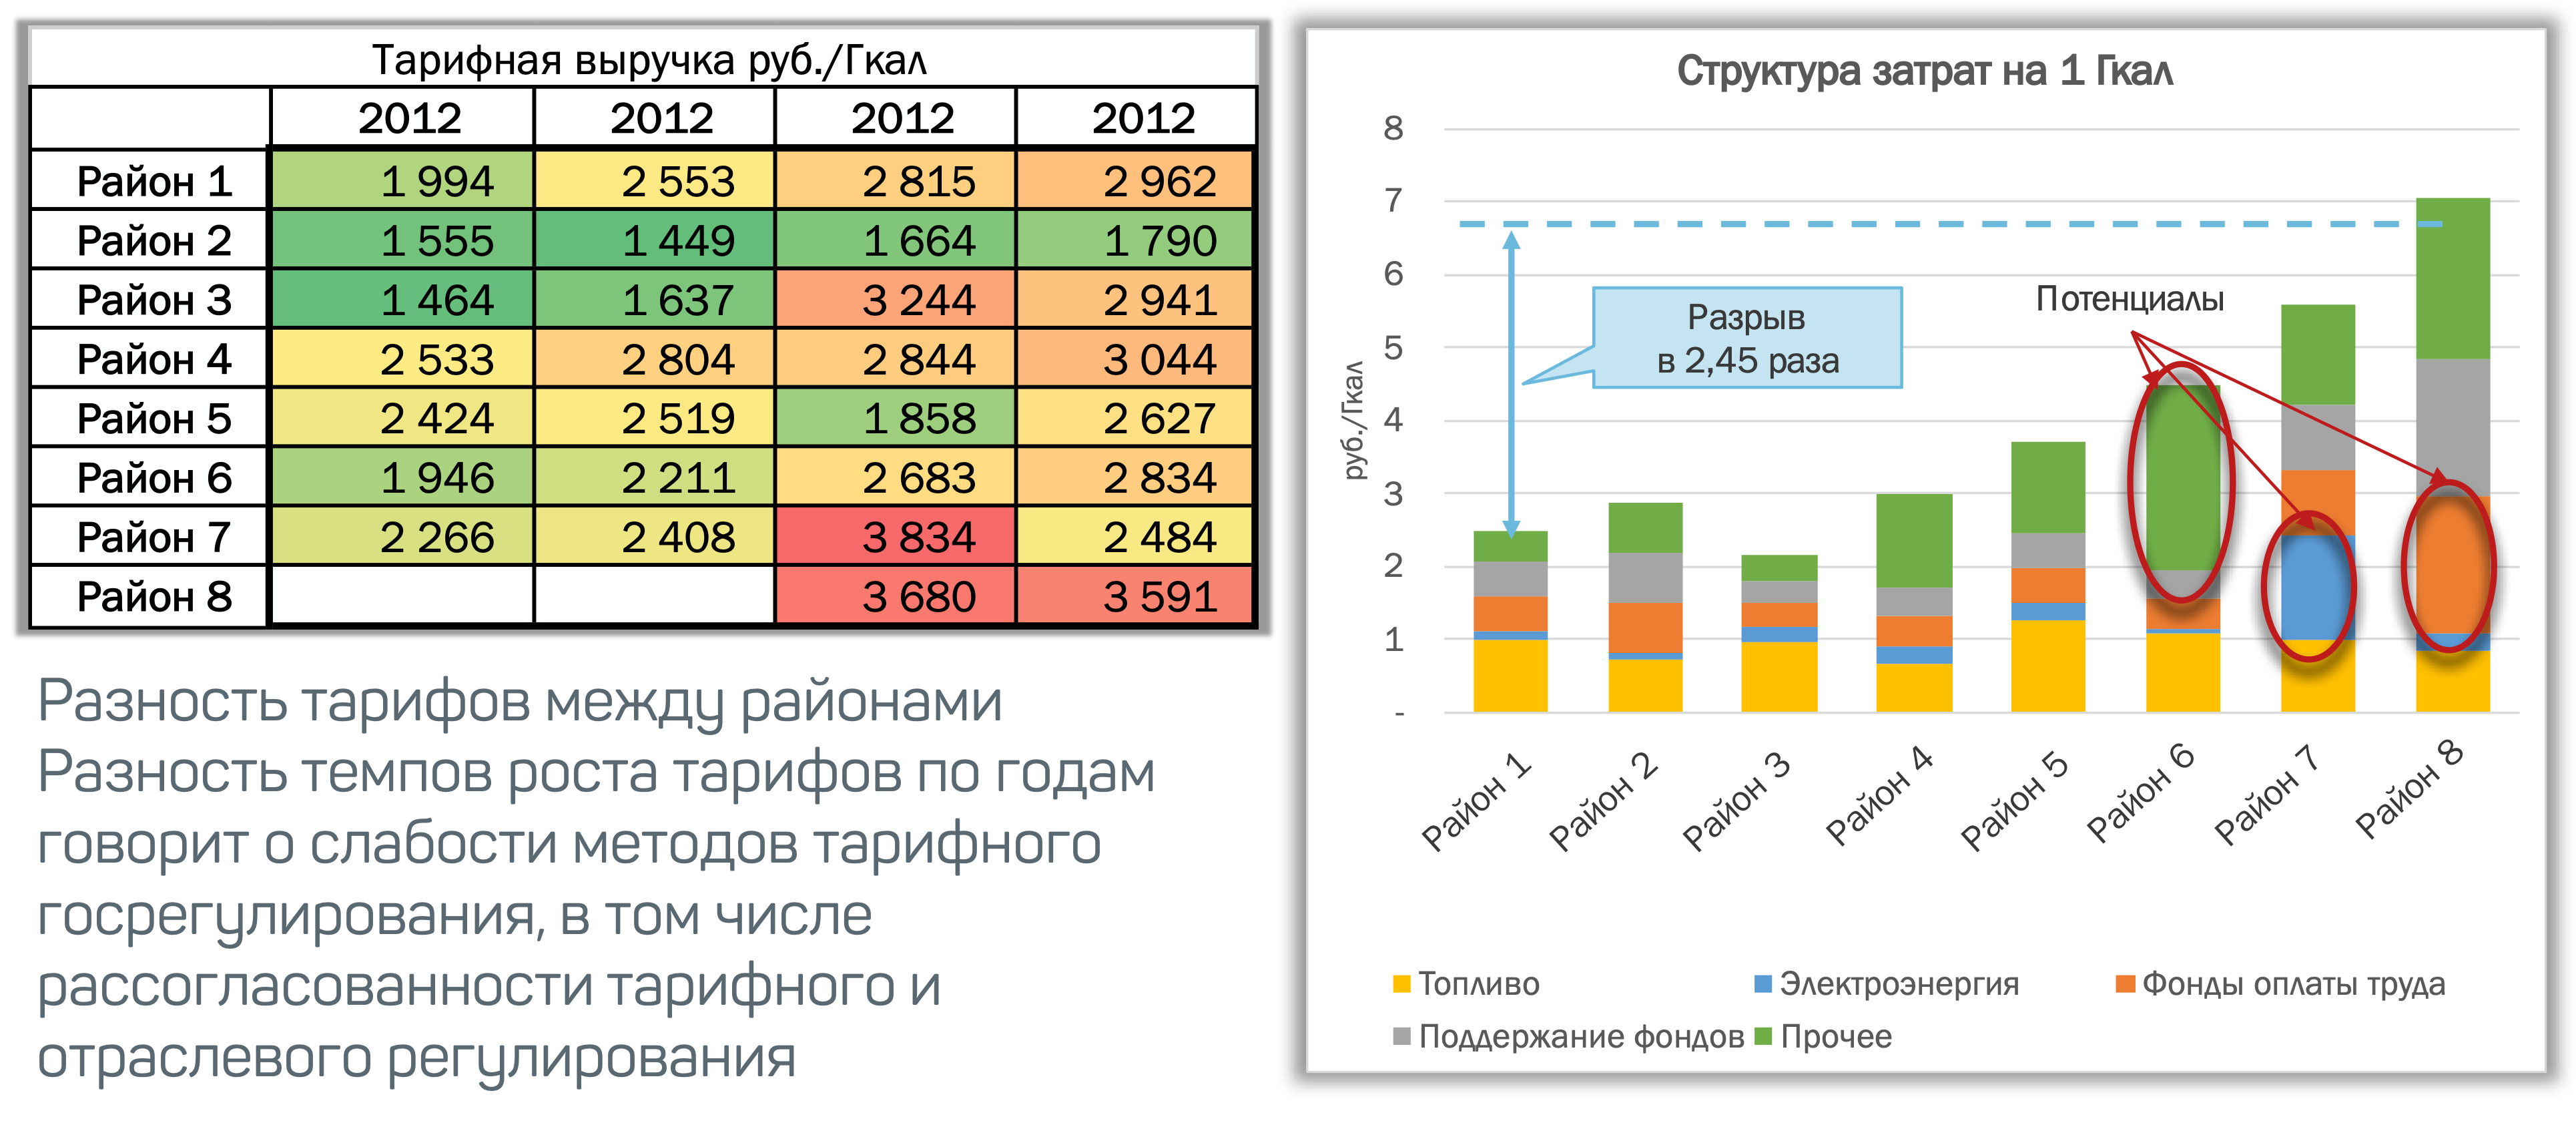 Тарифная выручка руб./Гкал
2012 2012 2012 2012
Район 1 1 994 2 553 2 815 2 962
Район 2 1 555 1 449 1 664 1 790
Район 3 1 464 1 637 3 244 2 941
Район 4 2 533 2 804 2 844 3 044
Район 5 2 424 2 519 1 858 2 627
Район 6 1 946 2 211 2 683 2 834
Район 7 2 266 2 408 3 834 2 484
Район 8 3 680 3 591
Разность тарифов между районами
Разность темпов роста тарифов по годам
говорит о слабости методов тарифного
госрегулирования, в том числе
рассогласованности тарифного и
отраслевого регулирования
Структура затрат на 1 Гкал
руб./Гкал
8
7
6
5
4
3
2
1
-
Разрыв
в 2,45 раза
Потенциалы
Район 1
Район 2
Район 3
Район 4
Район 5
Район 6
Район 7
Район 8
Топливо
Электроэнергия
Фонды оплаты труда
Поддержание фондов
Прочее